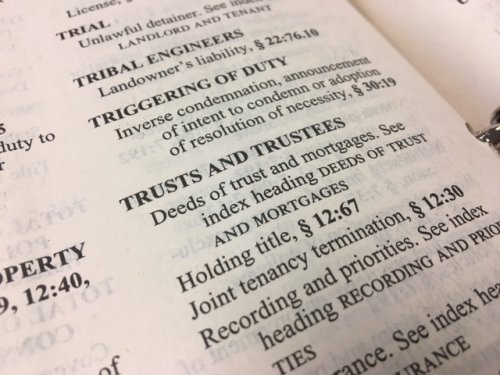 License,
TRIAL
Unlawful detainer. See index
LANDLORD AND TENANT
TRIBAL ENGINEERS
Landowner's liability, § 22:76.10
TRIGGERING OF DUTY
Inverse condemnation, announcement
of intent to condemn or adoption
of resolution of necessity, § 30:19
TRUSTS AND TRUSTEES
Deeds of trust and mortgages. See
index heading DEEDS OF TRUST
AND MORTGAGES
Holding title, § 12:67
Joint tenancy termination, § 12:30
Recording and priorities. See index
heading RECORDING AND PRIORI
TIES
rance. See index hea
URANCE
duty to
OPERTY
9, 12:40,
of